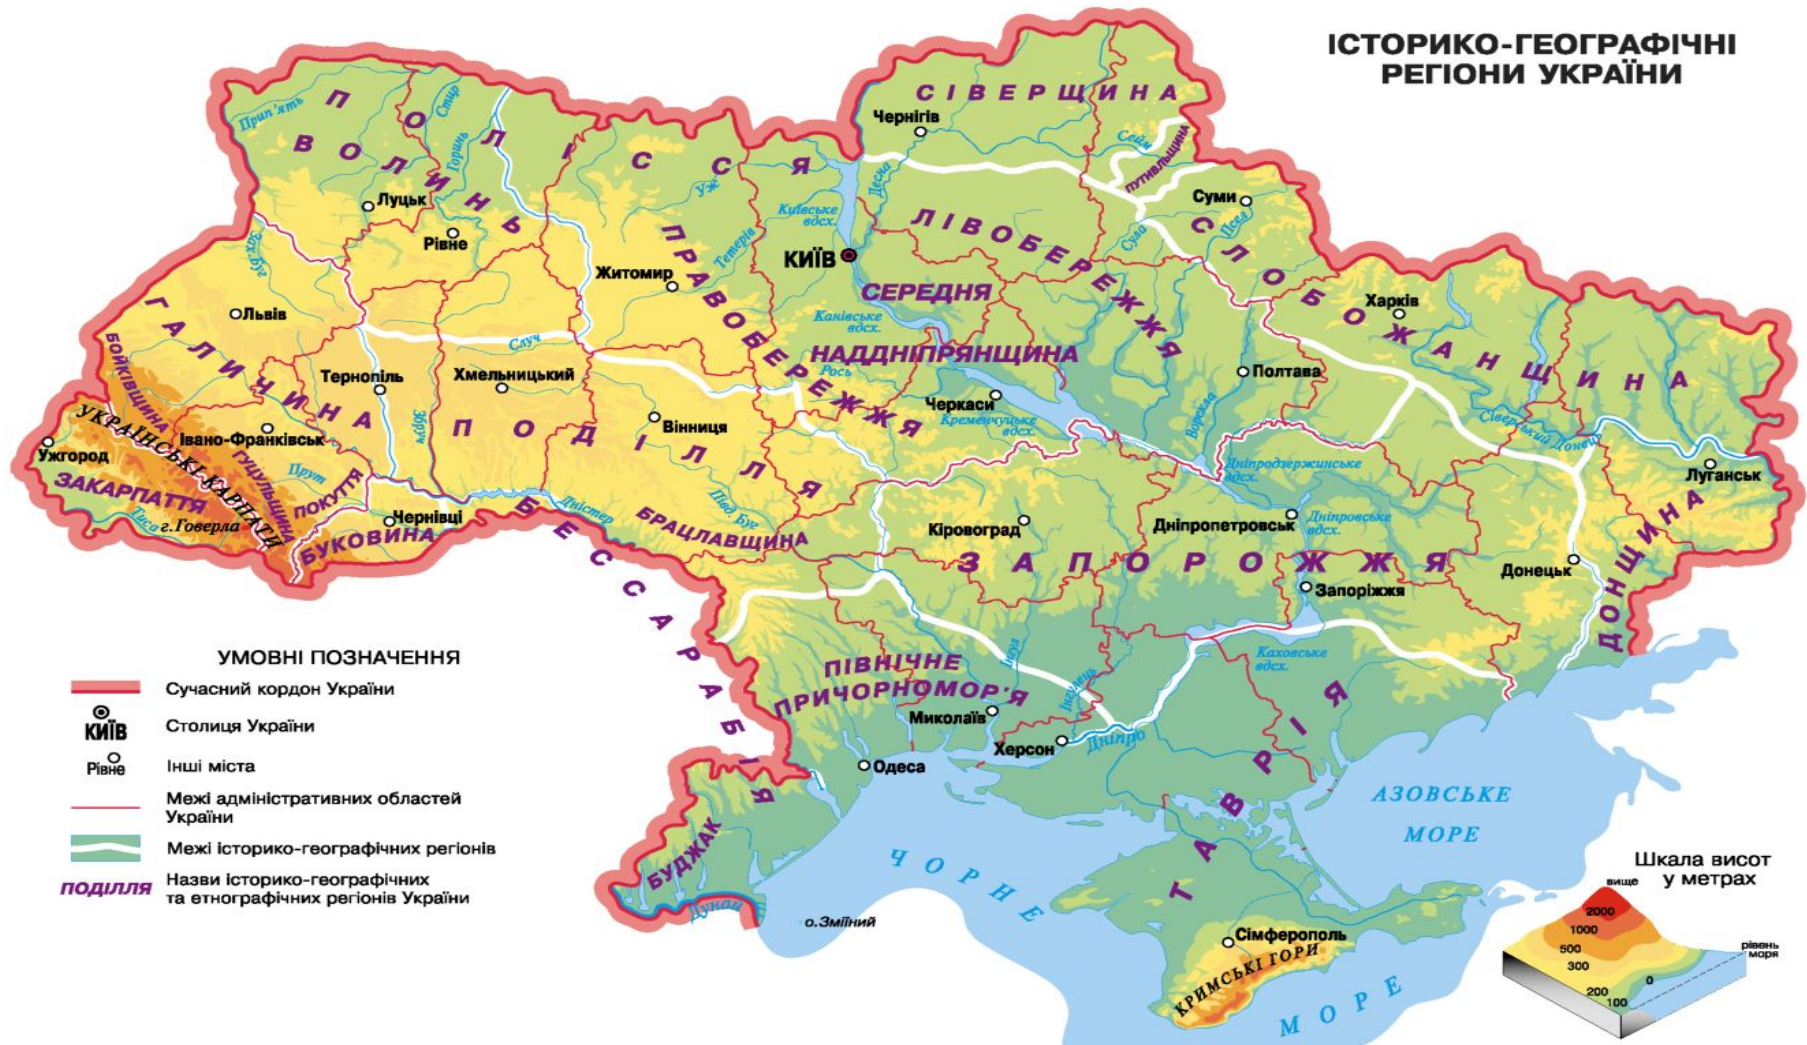 ІСТОРИКО-ГЕОГРАФІЧНІ
РЕГІОНИ УКРАЇНИ
СІВЕРЩИНА
Чернігів
Прип'ять
Стир
ПОЛІССЯ
ВОЛИНЬ
Горинь
Сейм
ПУТИВЛЬЩИНА
Десна
Уж
Луцьк
Рівне
Суми
Київське
вдсх.
ЛІВОБЕРЕЖЖЯ
Сула
Псел
СЛОБОЖАНЩИНА
Зах. Буг
Тетерів
ПРАВОБЕРЕЖЖЯ
КИЇВ
Житомир
СЕРЕДНЯ
НАДДНІПРЯНЩИНА
Харків
Львів
ГАЛИЧИНА
БОЙКІВЩИНА
Канівське
вдсх.
Случ
Рось
Тернопіль
Хмельницький
Полтава
Черкаси
Кременчуцьке
вдсх.
Ворскла
Збруч
Вінниця
ПОДІЛЛЯ
УКРАЇНСЬКІ КАРПАТИ
Івано-Франківськ
Ужгород
Сіверський Донець
Луганськ
Дніпродзержинське
вдсх.
ГУЦУЛЬЩИНА
Прут
ПОКУТТЯ
ЗАКАРПАТТЯ
Тиса
г.Говерла
Чернівці
БУКОВИНА
Дністер
Півд. Буг
БРАЦЛАВЩИНА
БЕССАРАБІЯ
Кіровоград
Дніпропетровськ
Дніпровське
вдсх.
ЗАПОРОЖЖЯ
Донецьк
ДОНЩИНА
Запоріжжя
Інгул
Інгулець
Каховське
вдсх.
ПІВНІЧНЕ
ПРИЧОРНОМОР'Я
Миколаїв
Херсон
Дніпро
Одеса
ТАВРІЯ
БУДЖАК
Дунай
о.Зміїний
АЗОВСЬКЕ
МОРЕ
ЧОРНЕ
МОРЕ
Сімферополь
КРИМСЬКІ ГОРИ
УМОВНІ ПОЗНАЧЕННЯ
Сучасний кордон України
КИЇВ
Столиця України
Рівне
Інші міста
Межі адміністративних областей
України
Межі історико-географічних регіонів
ПОДІЛЛЯ
Назви історико-географічних
та етнографічних регіонів України
Шкала висот
у метрах
вище
2000
1000
500
300
200
100
0
рівень
моря